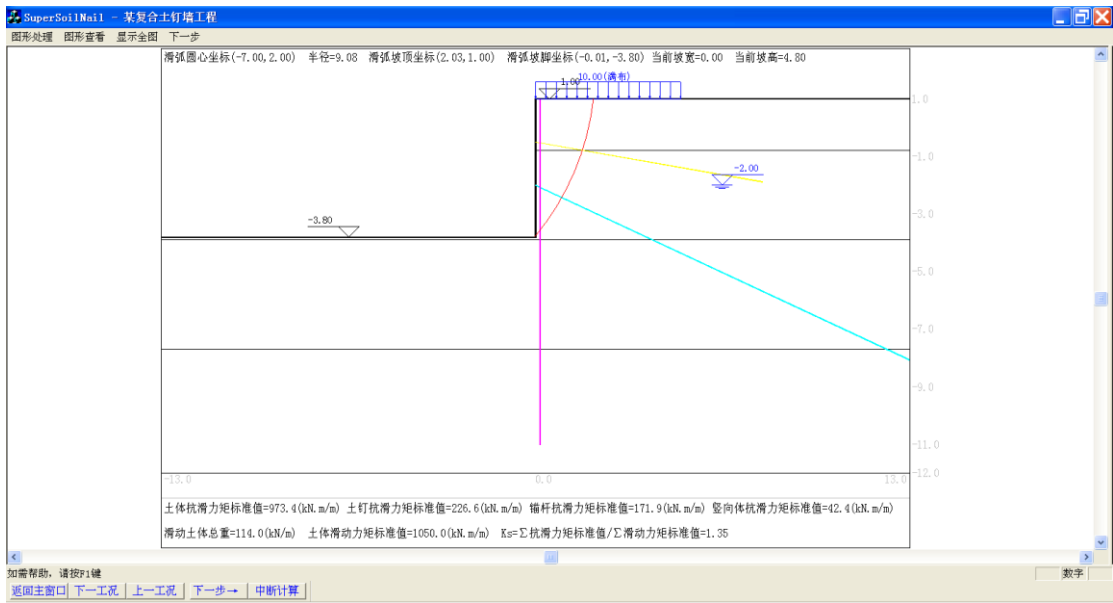 SuperSoilNail - 某复合土钉墙工程
图形处理 图形查看 显示全图 下一步
滑弧圆心坐标(-7.00,2.00) 半径=9.08 滑弧坡顶坐标(2.03,1.00) 滑弧坡脚坐标(-0.01,-3.80) 当前坡宽=0.00 当前坡高=4.80
10.00(满布)
1.00
1.0
-1.0
-2.00
-3.0
-3.80
-5.0
-7.0
-9.0
-11.0
-13.0 0.0 13.0 -12.0
土体抗滑力矩标准值=973.4(kN.m/m) 土钉抗滑力矩标准值=226.6(kN.m/m) 锚杆抗滑力矩标准值=171.9(kN.m/m) 竖向体抗滑力矩标准值=42.4(kN.m/m)
滑动土体总重=114.0(kN/m) 土体滑动力矩标准值=1050.0(kN.m/m) Ks=Σ抗滑力矩标准值/Σ滑动力矩标准值=1.35
如需帮助，请按F1键 数字
返回主窗口 下一工况 上一工况 下一步→ 中断计算